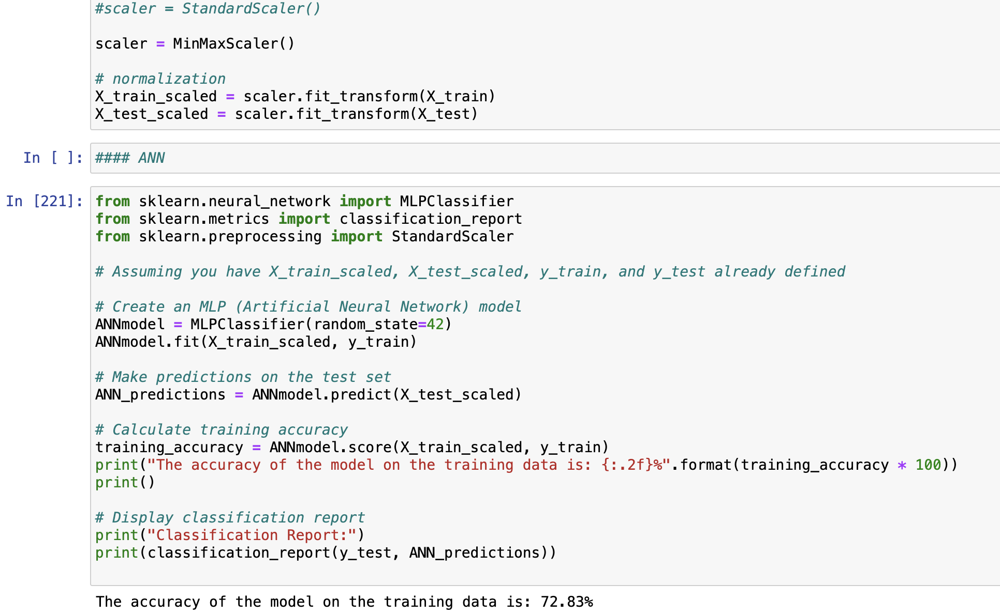 #scaler = StandardScaler()
scaler = MinMaxScaler()
# normalization
X_train_scaled = scaler.fit_transform(X_train)
X_test_scaled = scaler.fit_transform(X_test)
In [ ]: #### ANN
In [221]: from sklearn.neural_network import MLPClassifier
from sklearn.metrics import classification_report
from sklearn.preprocessing import StandardScaler
# Assuming you have X_train_scaled, X_test_scaled, y_train, and y_test already defined
# Create an MLP (Artificial Neural Network) model
ANNmodel = MLPClassifier(random_state=42)
ANNmodel.fit(X_train_scaled, y_train)
# Make predictions on the test set
ANN_predictions = ANNmodel.predict(X_test_scaled)
# Calculate training accuracy
training_accuracy = ANNmodel.score(X_train_scaled, y_train)
print("The accuracy of the model on the training data is: {:.2f}%".format(training_accuracy * 100))
print()
# Display classification report
print("Classification Report:")
print(classification_report(y_test, ANN_predictions))
The accuracy of the model on the training data is: 72.83%